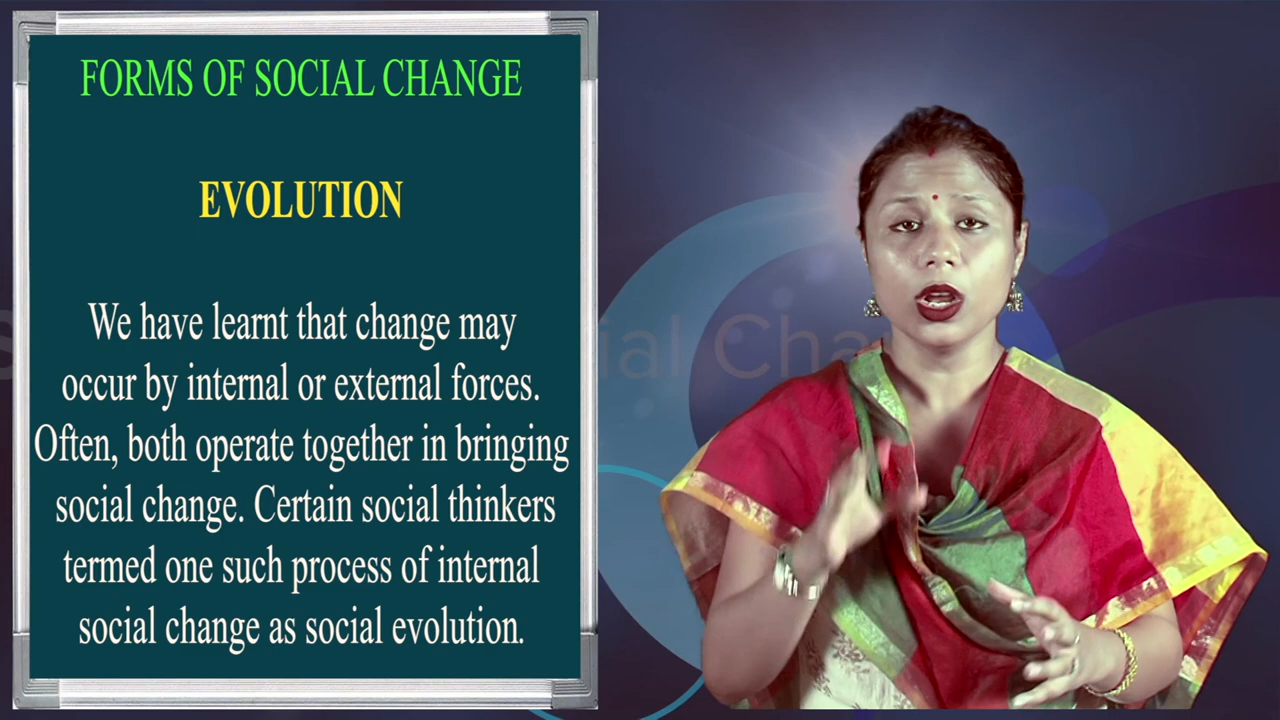 FORMS OF SOCIAL CHANGE
EVOLUTION
We have learnt that change may
occur by internal or external forces.
Often, both operate together in bringing
social change. Certain social thinkers
termed one such process of internal
social change as social evolution.